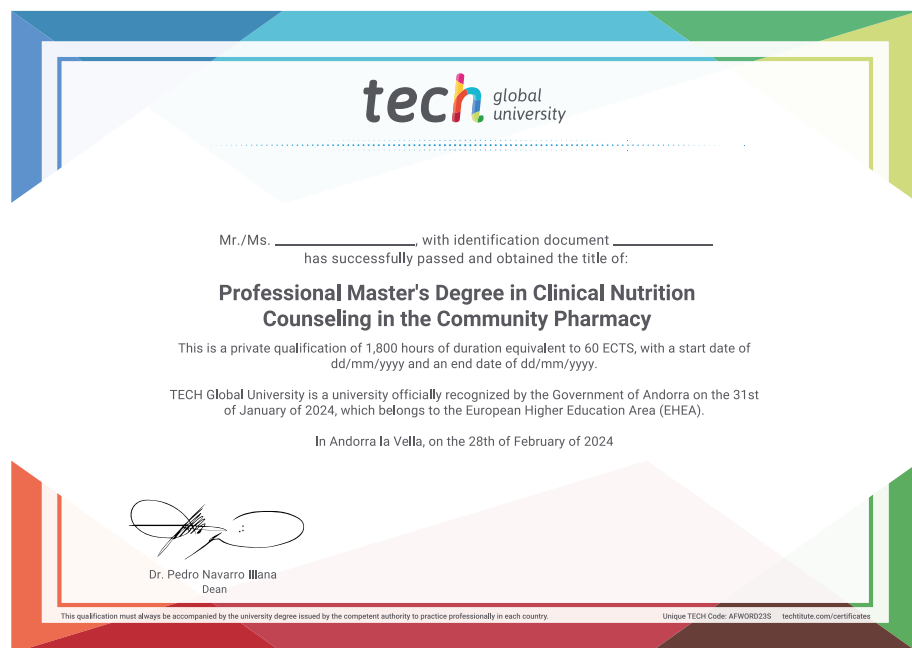 tech global
university
Mr./Ms. ____________________, with identification document ______________
has successfully passed and obtained the title of:
Professional Master's Degree in Clinical Nutrition
Counseling in the Community Pharmacy
This is a private qualification of 1,800 hours of duration equivalent to 60 ECTS, with a start date of
dd/mm/yyyy and an end date of dd/mm/yyyy.
TECH Global University is a university officially recognized by the Government of Andorra on the 31st
of January of 2024, which belongs to the European Higher Education Area (EHEA).
In Andorra la Vella, on the 28th of February of 2024
Dr. Pedro Navarro Illana
Dean
This qualification must always be accompanied by the university degree issued by the competent authority to practice professionally in each country.
Unique TECH Code: AFWORD23S techtitute.com/certificates